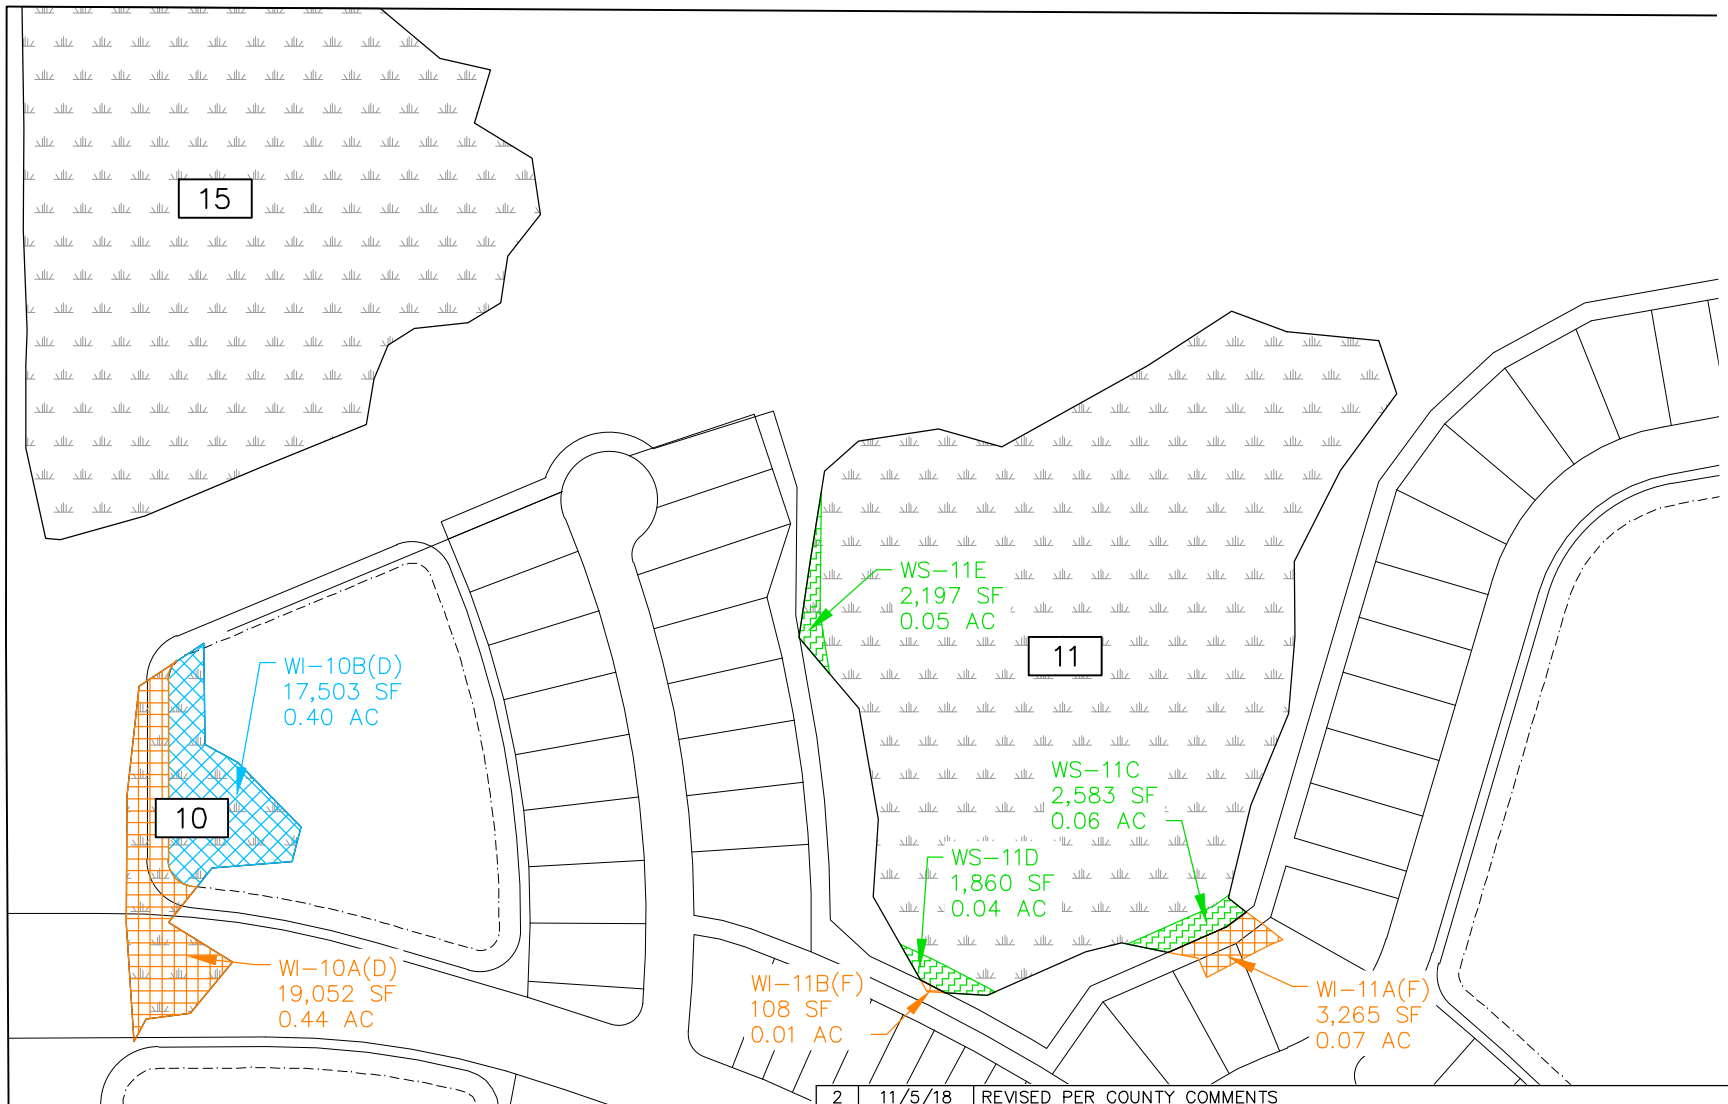 15
WS-11E
2,197 SF
0.05 AC
11
WI-10B(D)
17,503 SF
0.40 AC
10
WS-11C
2,583 SF
0.06 AC
WS-11D
1,860 SF
0.04 AC
WI-10A(D)
19,052 SF
0.44 AC
WI-11B(F)
108 SF
0.01 AC
WI-11A(F)
3,265 SF
0.07 AC
2 11/5/18 REVISED PER COUNTY COMMENTS